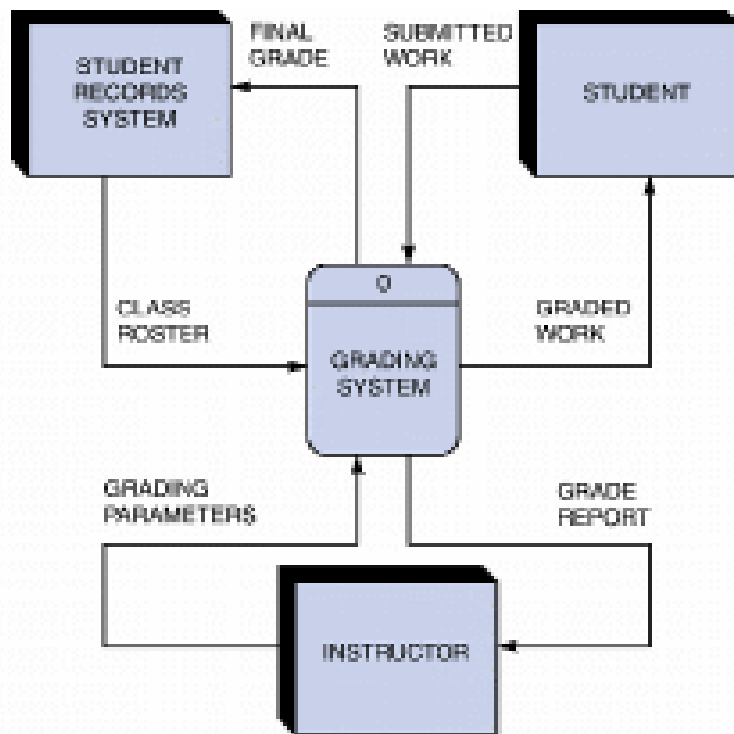 FINAL
GRADE
SUBMITTED
WORK
STUDENT
RECORDS
SYSTEM
STUDENT
0
CLASS
ROSTER
GRADED
WORK
GRADING
SYSTEM
GRADING
PARAMETERS
GRADE
REPORT
INSTRUCTOR